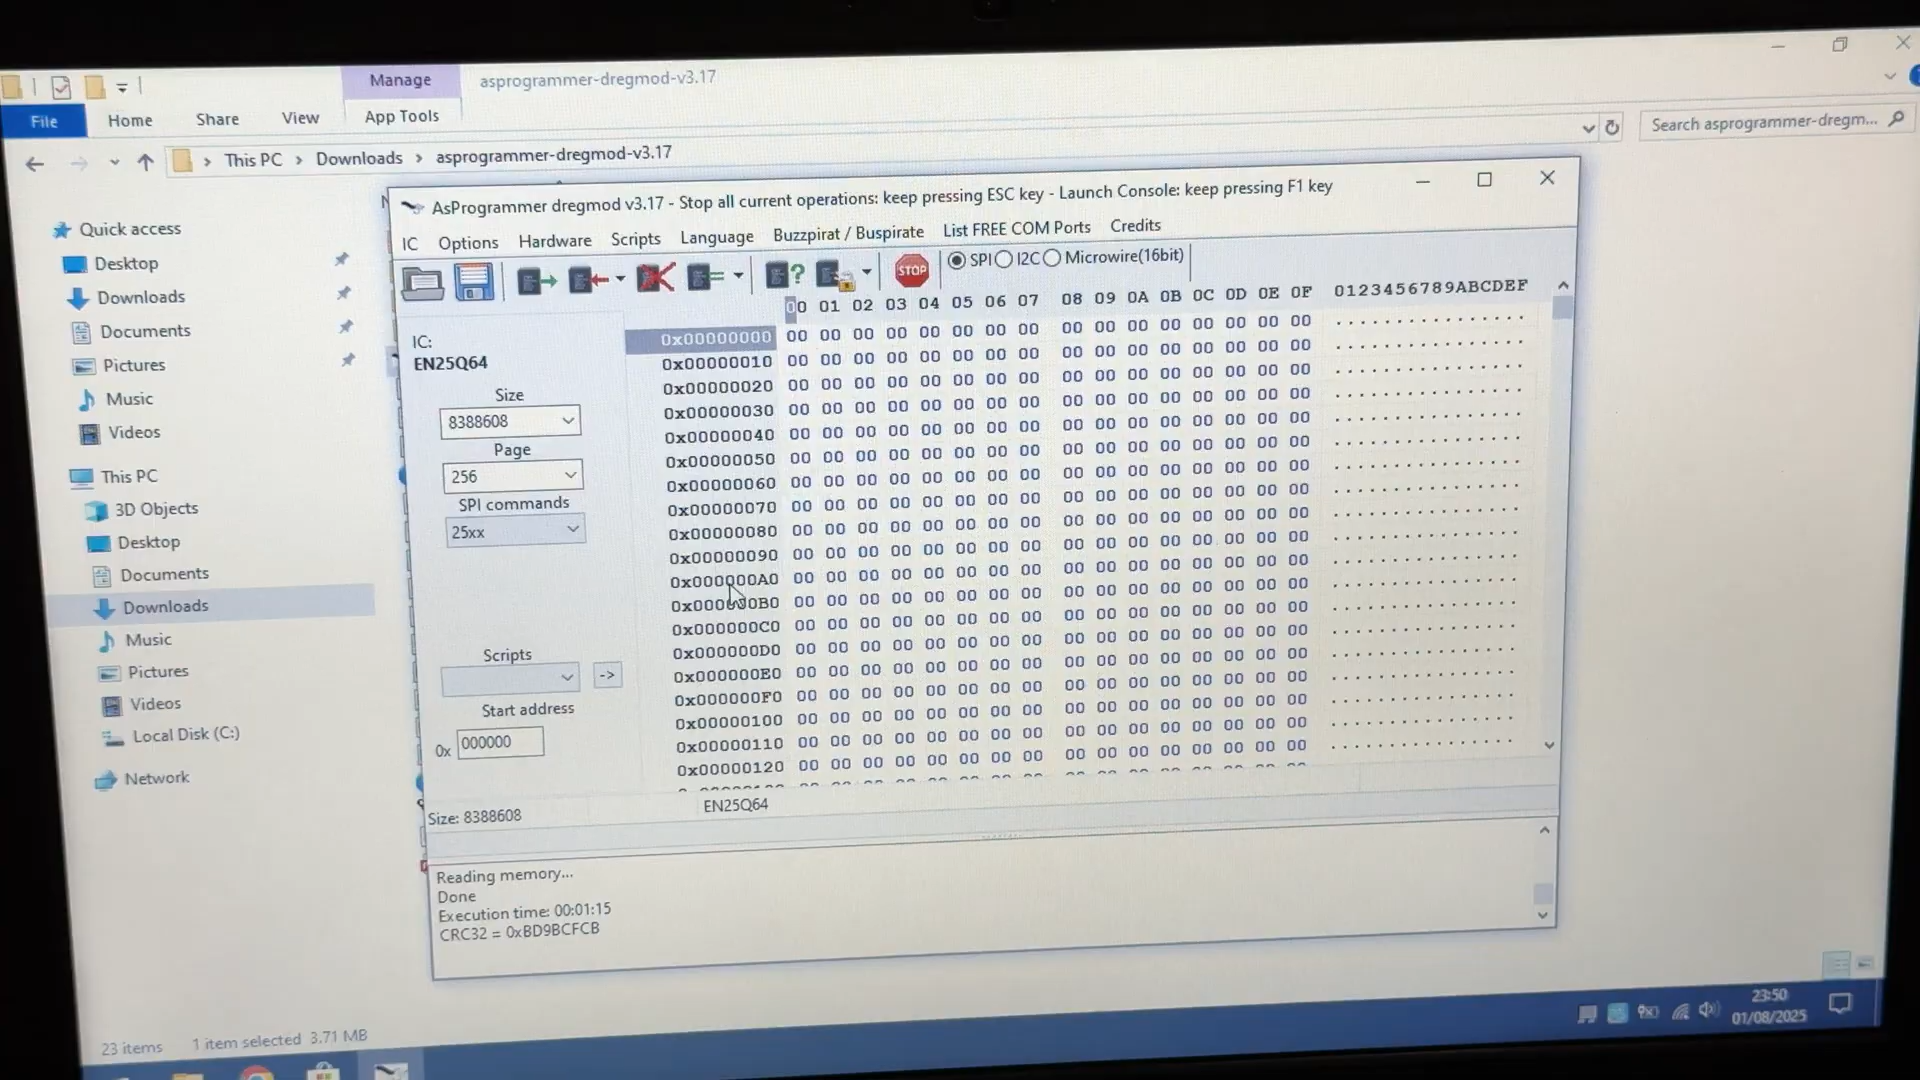 Manage
asprogrammer-dregmod-v3.17
File
Home
Share
View
App Tools
This PC > Downloads > asprogrammer-dregmod-v3.17
Search asprogrammer-dregm...
AsProgrammer dregmod v3.17 - Stop all current operations: keep pressing ESC key - Launch Console: keep pressing F1 key
IC
Options
Hardware
Scripts
Language
Buzzpirat / Buspirate
List FREE COM Ports
Credits
STOP
SPI
I2C
Microwire(16bit)
Quick access
Desktop
Downloads
Documents
Pictures
Music
Videos
This PC
3D Objects
Desktop
Documents
Downloads
Music
Pictures
Videos
Local Disk (C:)
Network
IC:
EN25Q64
Size
8388608
Page
256
SPI commands
25xx
Scripts
->
Start address
0x 000000
00 01 02 03 04 05 06 07 08 09 0A 0B 0C 0D 0E 0F 0123456789ABCDEF
0x00000000 00 00 00 00 00 00 00 00 00 00 00 00 00 00 00 00 ................
0x00000010 00 00 00 00 00 00 00 00 00 00 00 00 00 00 00 00 ................
0x00000020 00 00 00 00 00 00 00 00 00 00 00 00 00 00 00 00 ................
0x00000030 00 00 00 00 00 00 00 00 00 00 00 00 00 00 00 00 ................
0x00000040 00 00 00 00 00 00 00 00 00 00 00 00 00 00 00 00 ................
0x00000050 00 00 00 00 00 00 00 00 00 00 00 00 00 00 00 00 ................
0x00000060 00 00 00 00 00 00 00 00 00 00 00 00 00 00 00 00 ................
0x00000070 00 00 00 00 00 00 00 00 00 00 00 00 00 00 00 00 ................
0x00000080 00 00 00 00 00 00 00 00 00 00 00 00 00 00 00 00 ................
0x00000090 00 00 00 00 00 00 00 00 00 00 00 00 00 00 00 00 ................
0x000000A0 00 00 00 00 00 00 00 00 00 00 00 00 00 00 00 00 ................
0x000000B0 00 00 00 00 00 00 00 00 00 00 00 00 00 00 00 00 ................
0x000000C0 00 00 00 00 00 00 00 00 00 00 00 00 00 00 00 00 ................
0x000000D0 00 00 00 00 00 00 00 00 00 00 00 00 00 00 00 00 ................
0x000000E0 00 00 00 00 00 00 00 00 00 00 00 00 00 00 00 00 ................
0x000000F0 00 00 00 00 00 00 00 00 00 00 00 00 00 00 00 00 ................
0x00000100 00 00 00 00 00 00 00 00 00 00 00 00 00 00 00 00 ................
0x00000110 00 00 00 00 00 00 00 00 00 00 00 00 00 00 00 00 ................
0x00000120 00 00 00 00 00 00 00 00 00 00 00 00 00 00 00 00
Size: 8388608
EN25Q64
Reading memory...
Done
Execution time: 00:01:15
CRC32 = 0xBD9BCFCB
23 items
1 item selected 3.71 MB
23:50
01/08/2025